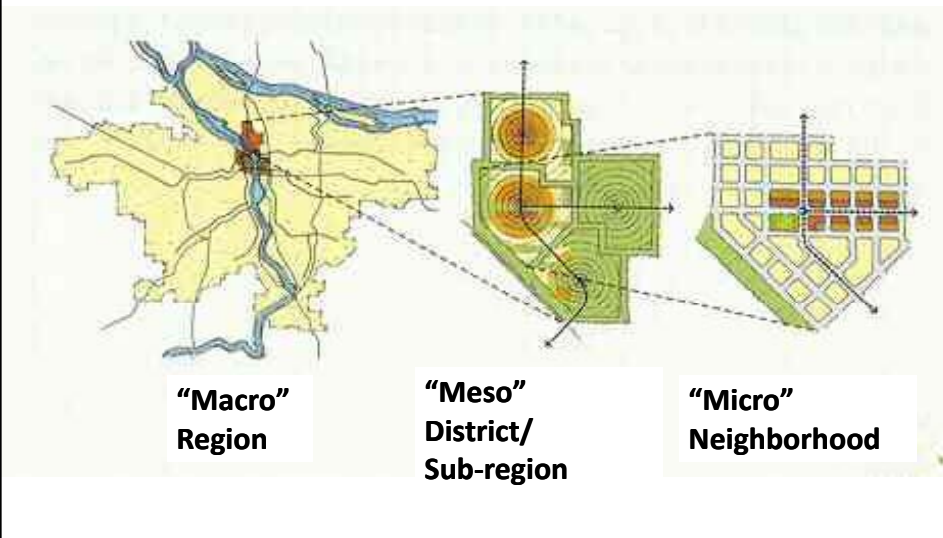 “Macro”
Region
“Meso”
District/
Sub-region
“Micro”
Neighborhood